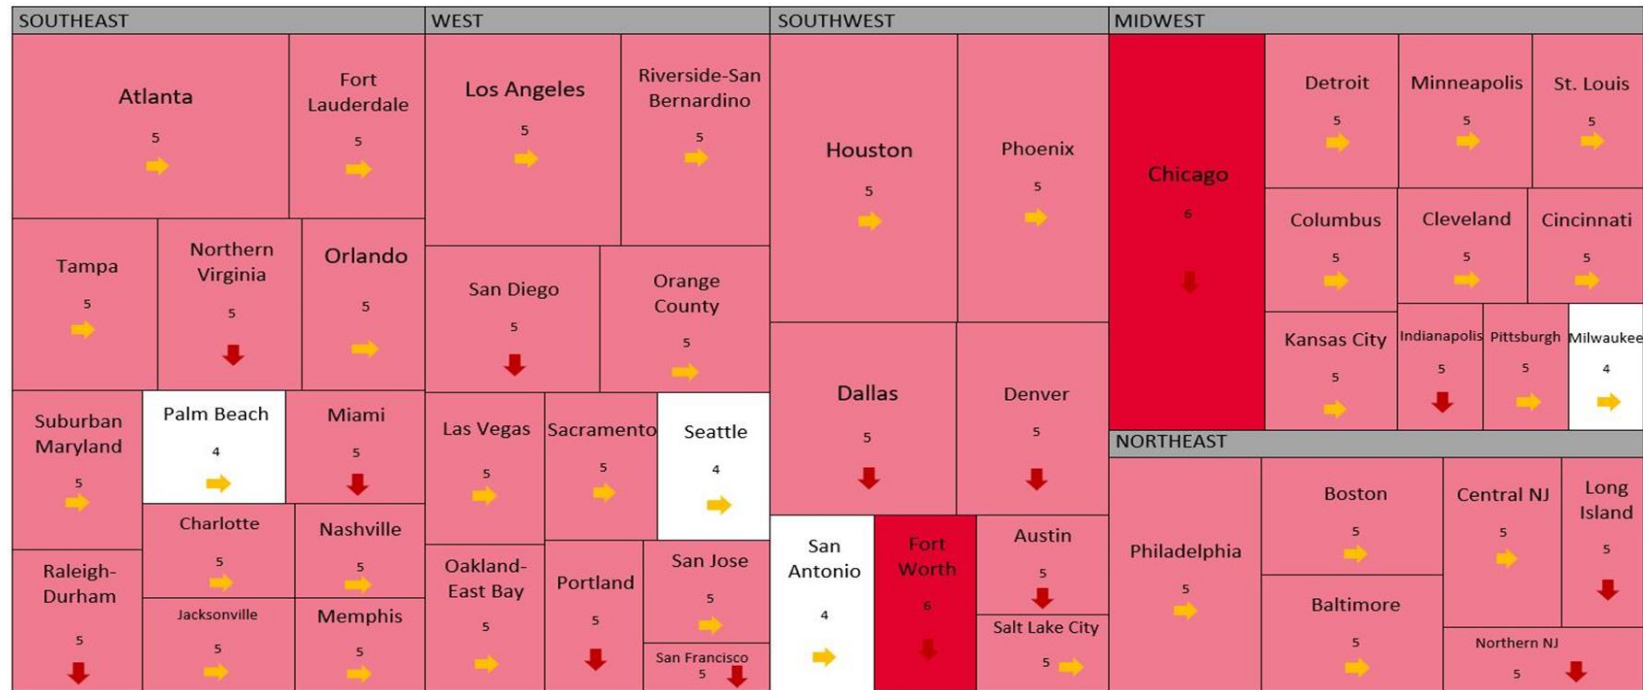 SOUTHEAST
Atlanta
5
Fort
Lauderdale
5
Tampa
5
Northern
Virginia
5
Orlando
5
Suburban
Maryland
5
Palm Beach
4
Miami
5
Charlotte
5
Nashville
5
Raleigh-
Durham
5
Jacksonville
5
Memphis
5
WEST
Los Angeles
5
Riverside-San
Bernardino
5
San Diego
5
Orange
County
5
Las Vegas
5
Sacramento
5
Seattle
4
Oakland-
East Bay
5
Portland
5
San Jose
5
San Francisco
5
SOUTHWEST
Houston
5
Phoenix
5
Dallas
5
Denver
5
San
Antonio
4
Fort
Worth
6
Austin
5
Salt Lake City
5
MIDWEST
Chicago
6
Detroit
5
Minneapolis
5
St. Louis
5
Columbus
5
Cleveland
5
Cincinnati
5
Kansas City
5
Indianapolis
5
Pittsburgh
5
Milwaukee
4
NORTHEAST
Philadelphia
5
Boston
5
Central NJ
5
Long
Island
5
Baltimore
5
Northern NJ
5